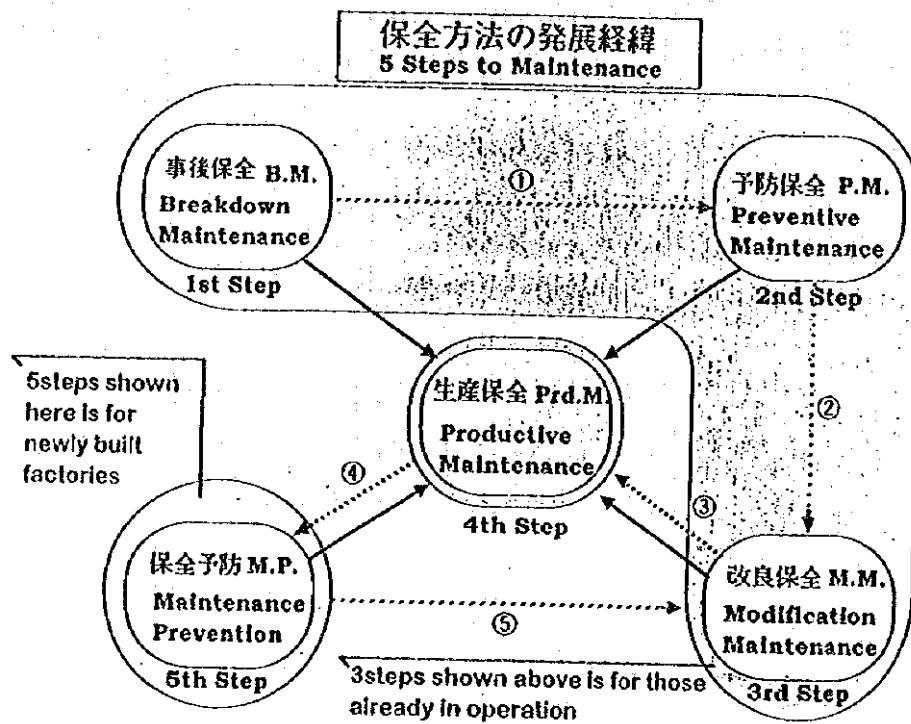 保全方法の発展経緯
5 Steps to Maintenance
事後保全 B.M.
Breakdown
Maintenance
1st Step
①
予防保全 P.M.
Preventive
Maintenance
2nd Step
②
5steps shown
here is for
newly built
factories
生産保全 Prd.M.
Productive
Maintenance
4th Step
④
③
保全予防 M.P.
Maintenance
Prevention
5th Step
⑤
改良保全 M.M.
Modification
Maintenance
3rd Step
3steps shown above is for those
already in operation